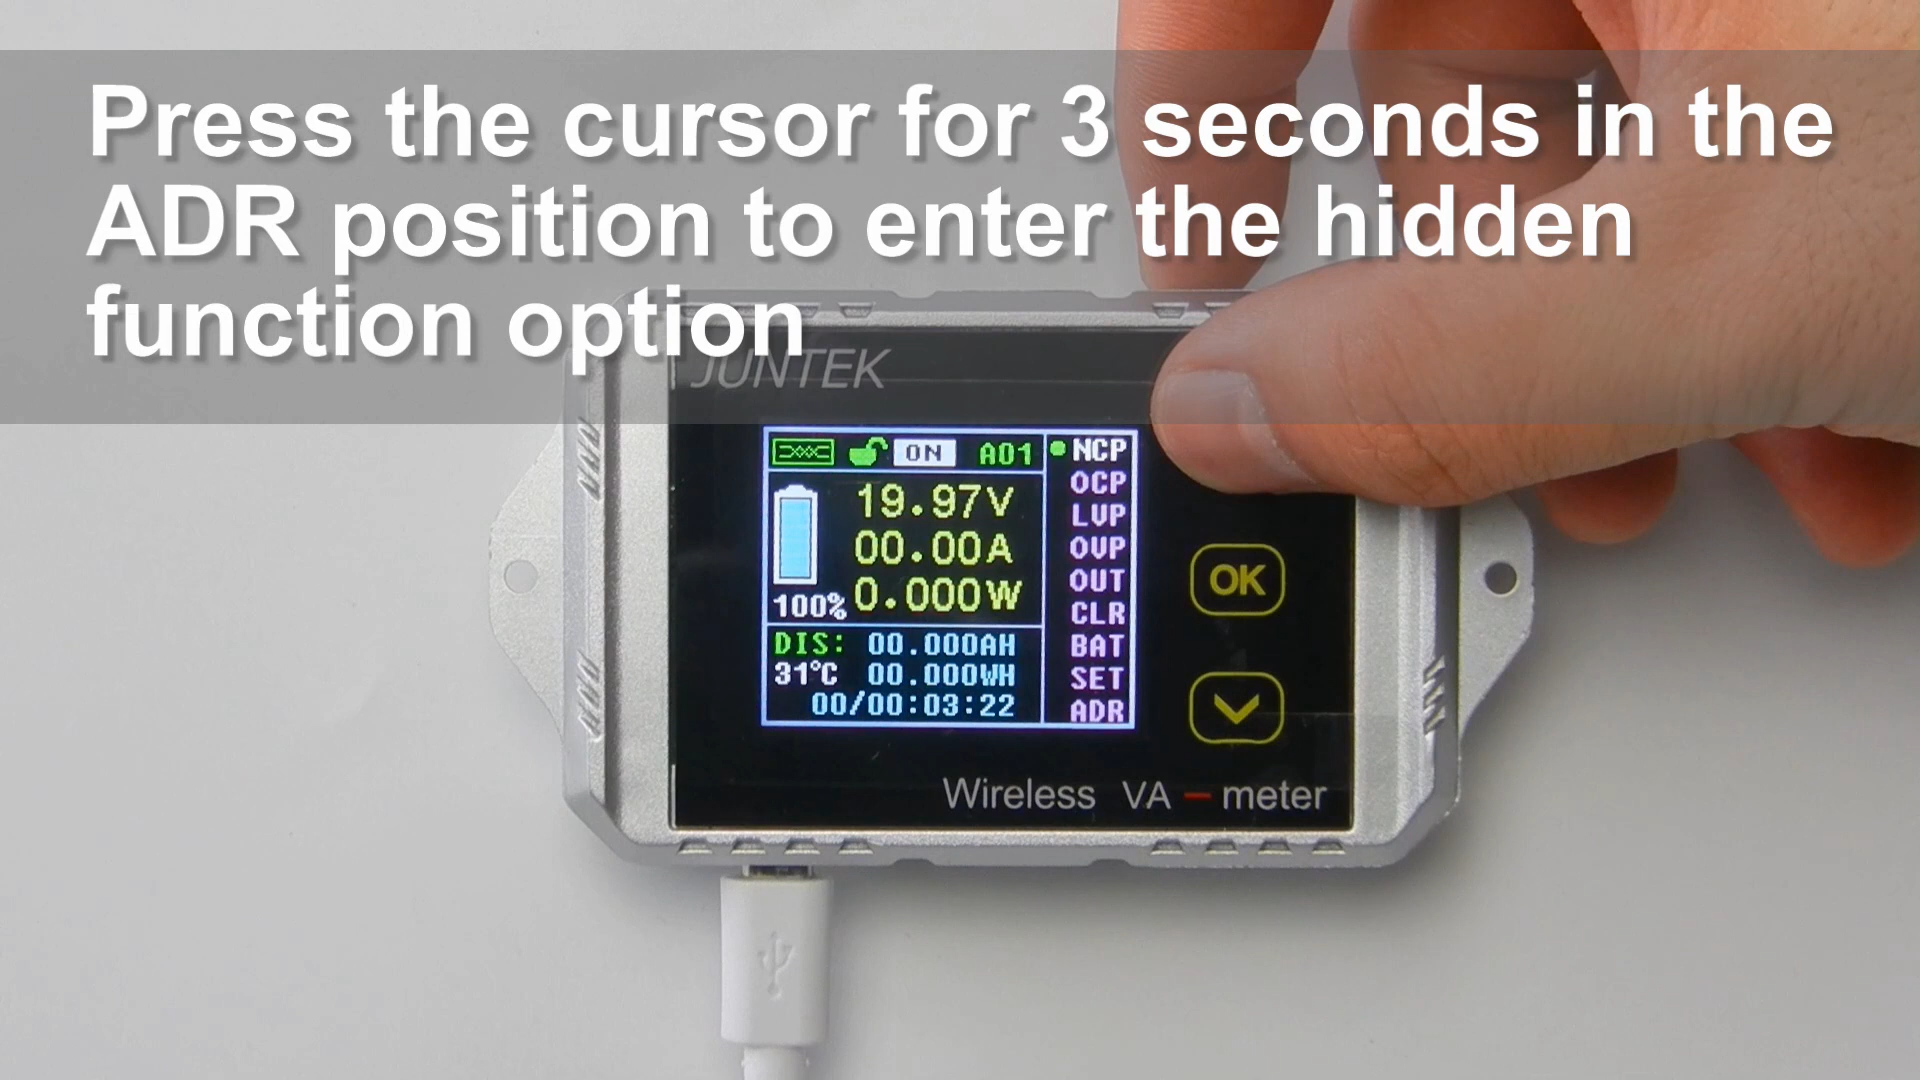 Press the cursor for 3 seconds in the
ADR position to enter the hidden
function option
JUNTEK
ON A01
19.97V
00.00A
0.000W
100%
DIS: 00.000AH
31°C 00.000WH
00/00:03:22
NCP
OCP
LVP
OVP
OUT
CLR
BAT
SET
ADR
OK
Wireless VA – meter